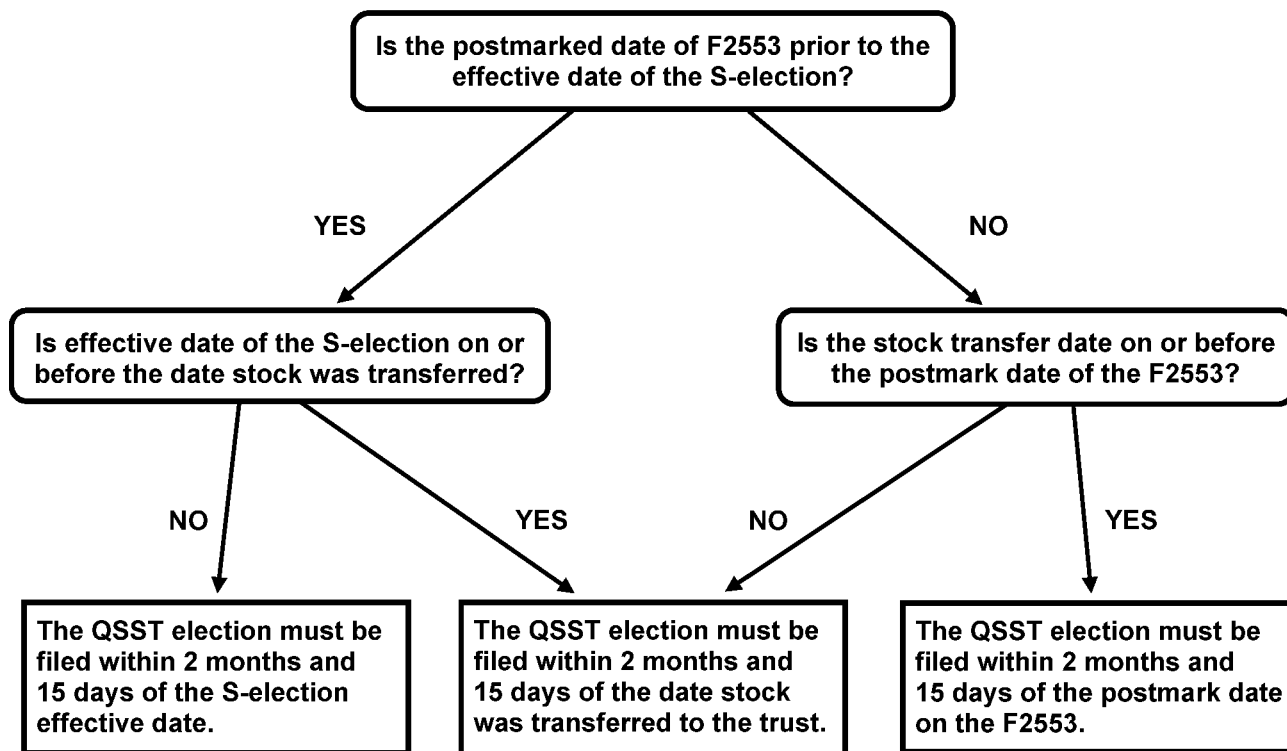 Is the postmarked date of F2553 prior to the
effective date of the S-election?
YES
NO
Is effective date of the S-election on or
before the date stock was transferred?
Is the stock transfer date on or before
the postmark date of the F2553?
NO
YES
NO
YES
The QSST election must be
filed within 2 months and
15 days of the S-election
effective date.
The QSST election must be
filed within 2 months and
15 days of the date stock
was transferred to the trust.
The QSST election must be
filed within 2 months and
15 days of the postmark date
on the F2553.